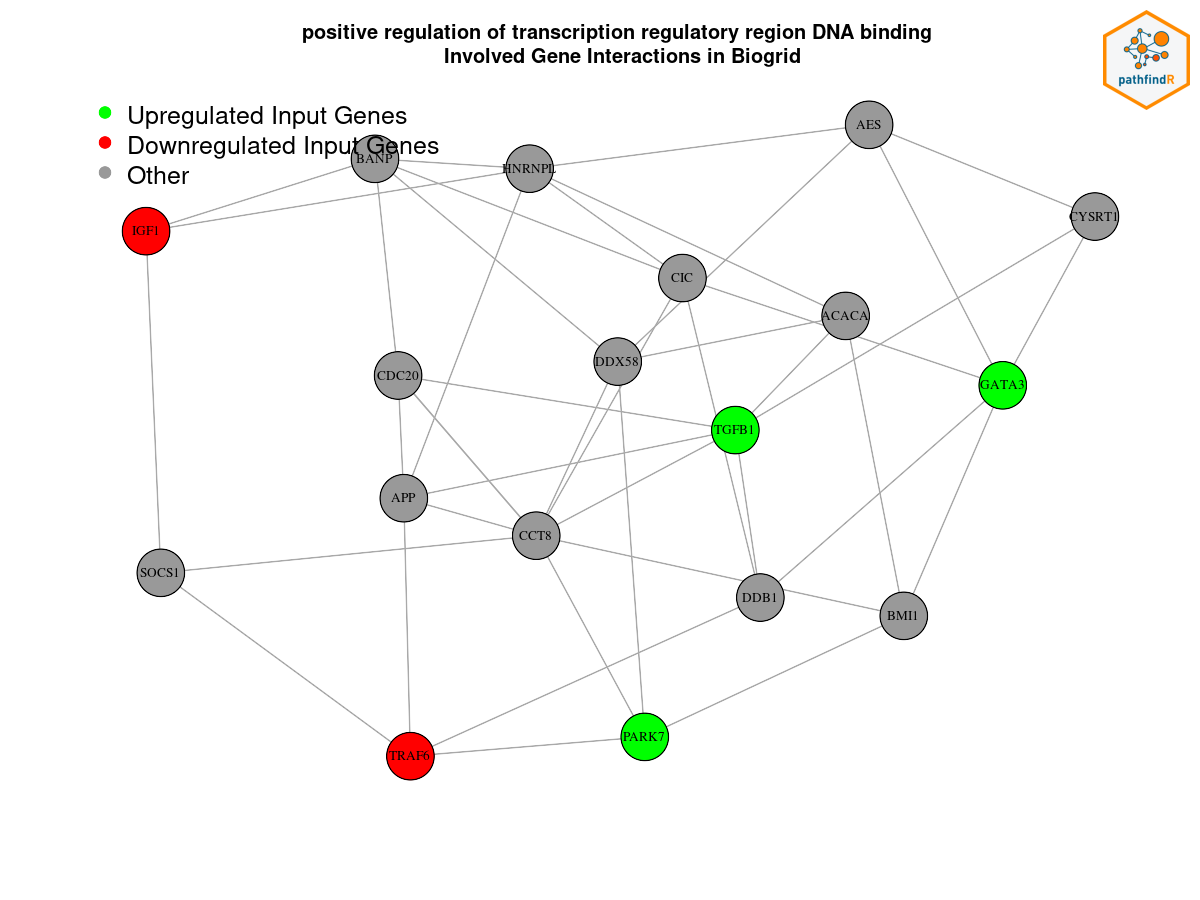 positive regulation of transcription regulatory region DNA binding
Involved Gene Interactions in Biogrid
pathfindR
Upregulated Input Genes
Downregulated Input Genes
Other
AES
BANP
HNRNPL
CYSRT1
IGF1
CIC
ACACA
DDX58
CDC20
GATA3
TGFB1
APP
CCT8
SOCS1
DDB1
BMI1
PARK7
TRAF6